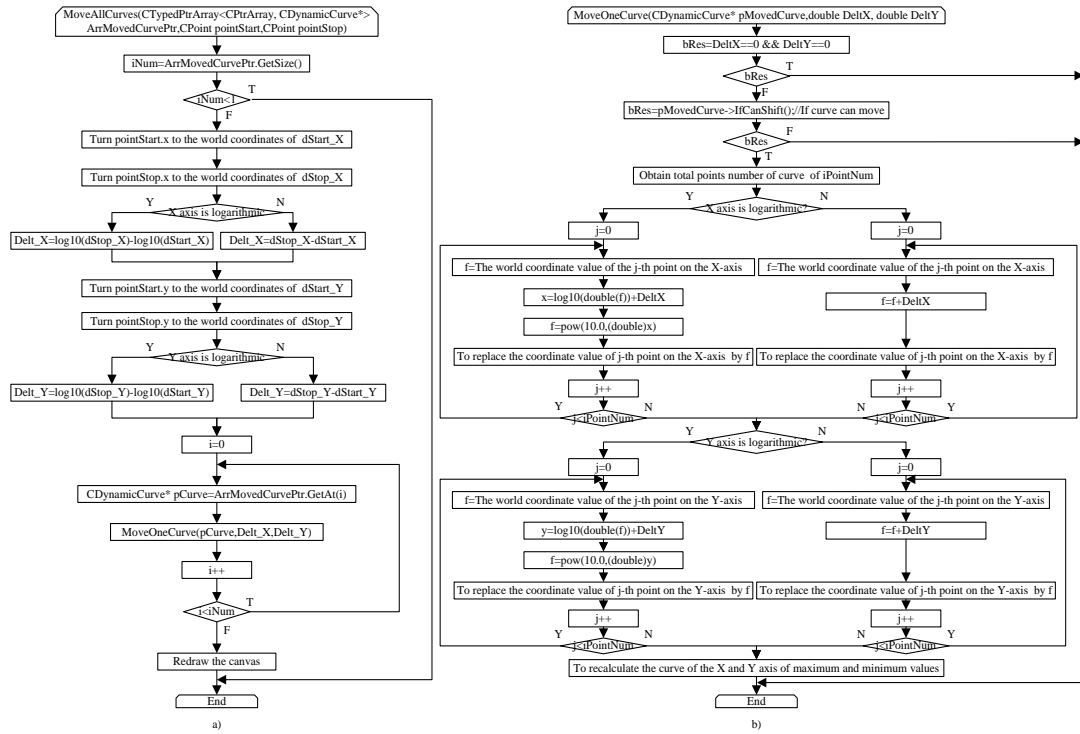 MoveAllCurves(CTypedPtrArray<CPtrArray, CDynamicCurve*>
ArrMovedCurvePtr,CPoint pointStart,CPoint pointStop)
iNum=ArrMovedCurvePtr.GetSize()
iNum<1
T
F
Turn pointStart.x to the world coordinates of dStart_X
Turn pointStop.x to the world coordinates of dStop_X
Y
X axis is logarithmic
N
Delt_X=log10(dStop_X)-log10(dStart_X)
Delt_X=dStop_X-dStart_X
Turn pointStart.y to the world coordinates of dStart_Y
Turn pointStop.y to the world coordinates of dStop_Y
Y
Y axis is logarithmic
N
Delt_Y=log10(dStop_Y)-log10(dStart_Y)
Delt_Y=dStop_Y-dStart_Y
i=0
CDynamicCurve* pCurve=ArrMovedCurvePtr.GetAt(i)
MoveOneCurve(pCurve,Delt_X,Delt_Y)
i++
i<iNum
T
F
Redraw the canvas
End
a)
MoveOneCurve(CDynamicCurve* pMovedCurve,double DeltX, double DeltY)
bRes=DeltX==0 && DeltY==0
bRes
T
F
bRes=pMovedCurve->IfCanShift();//If curve can move
bRes
F
T
Obtain total points number of curve of iPointNum
Y
X axis is logarithmic?
N
j=0
j=0
f=The world coordinate value of the j-th point on the X-axis
f=The world coordinate value of the j-th point on the X-axis
x=log10(double(f))+DeltX
f=f+DeltX
f=pow(10.0,(double)x)
To replace the coordinate value of j-th point on the X-axis by f
To replace the coordinate value of j-th point on the X-axis by f
j++
j++
Y
j<iPointNum
N
N
j<iPointNum
Y
Y
Y axis is logarithmic?
N
j=0
j=0
f=The world coordinate value of the j-th point on the Y-axis
f=The world coordinate value of the j-th point on the Y-axis
y=log10(double(f))+DeltY
f=f+DeltY
f=pow(10.0,(double)y)
To replace the coordinate value of j-th point on the Y-axis by f
To replace the coordinate value of j-th point on the Y-axis by f
j++
j++
Y
j<iPointNum
N
N
j<iPointNum
Y
To recalculate the curve of the X and Y axis of maximum and minimum values
End
b)